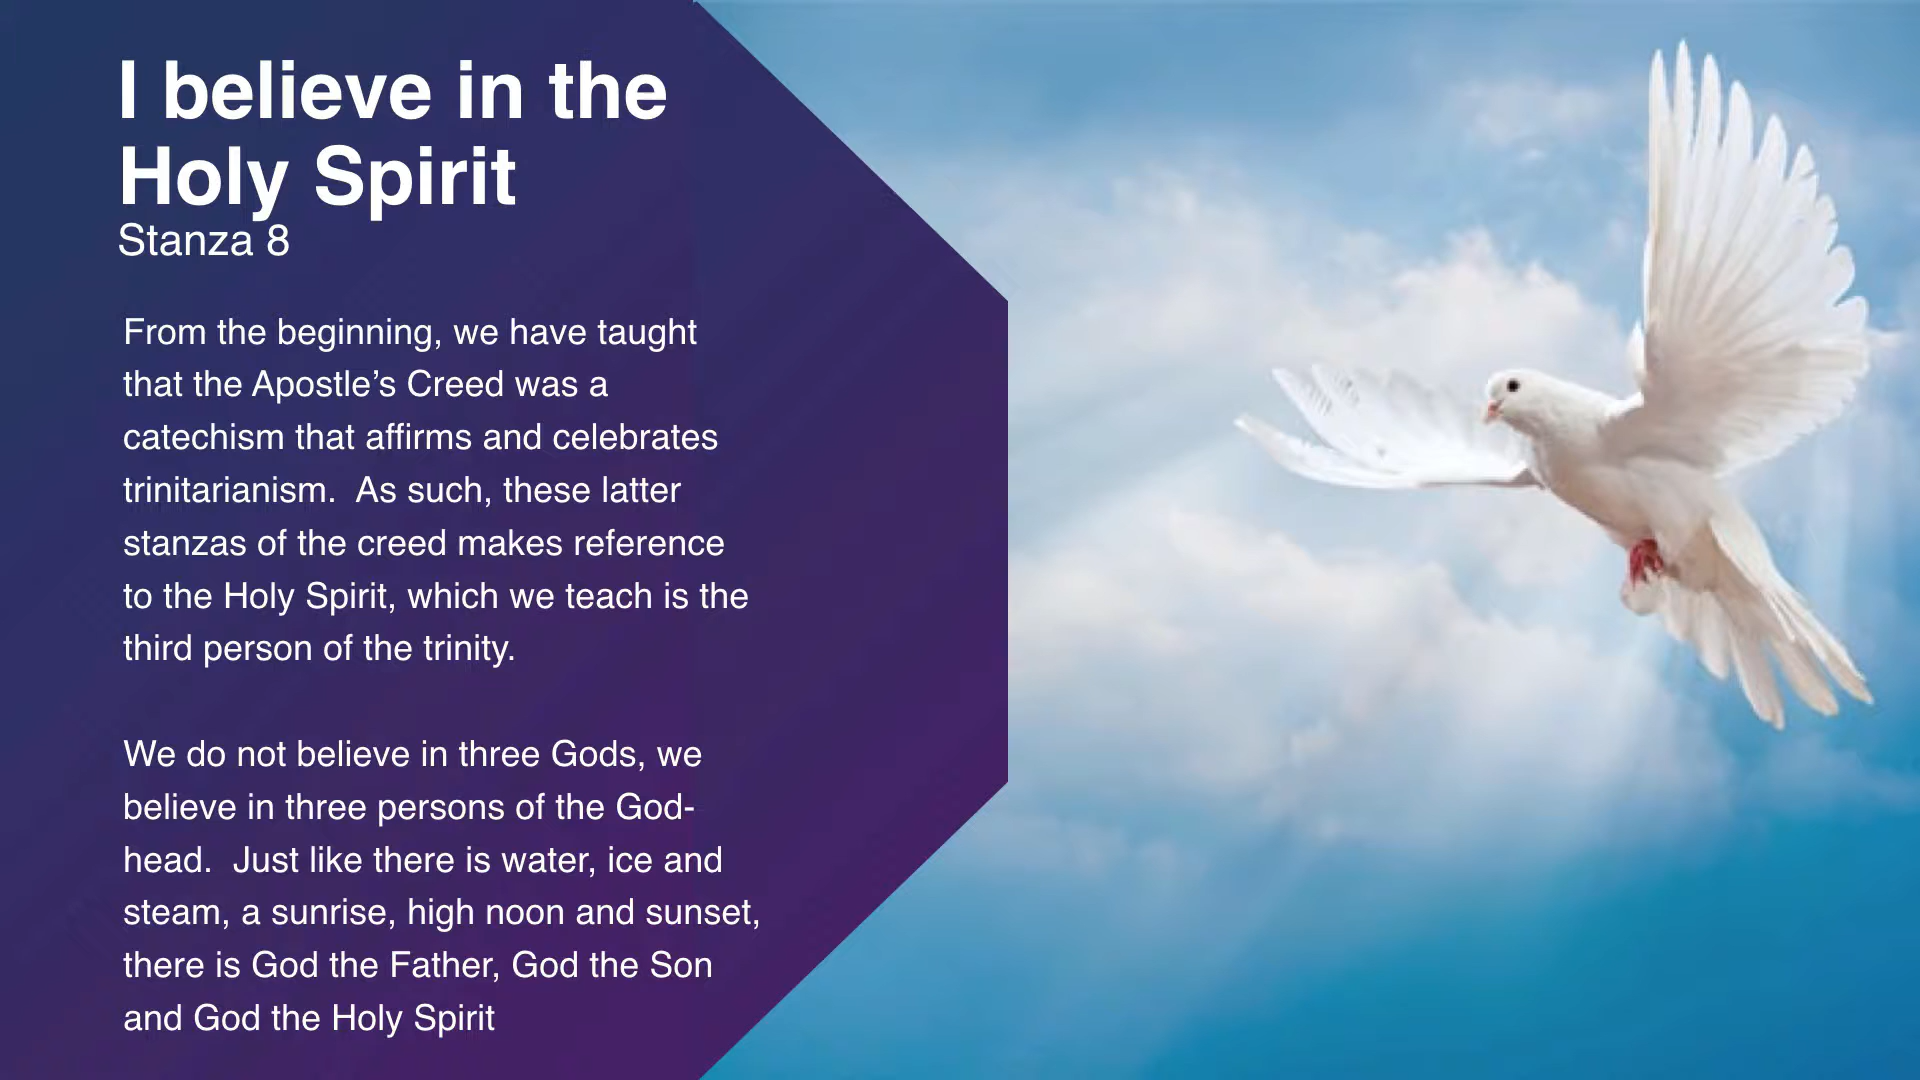 I believe in the
Holy Spirit
Stanza 8
From the beginning, we have taught
that the Apostle’s Creed was a
catechism that affirms and celebrates
trinitarianism.  As such, these latter
stanzas of the creed makes reference
to the Holy Spirit, which we teach is the
third person of the trinity.
We do not believe in three Gods, we
believe in three persons of the God-
head.  Just like there is water, ice and
steam, a sunrise, high noon and sunset,
there is God the Father, God the Son
and God the Holy Spirit